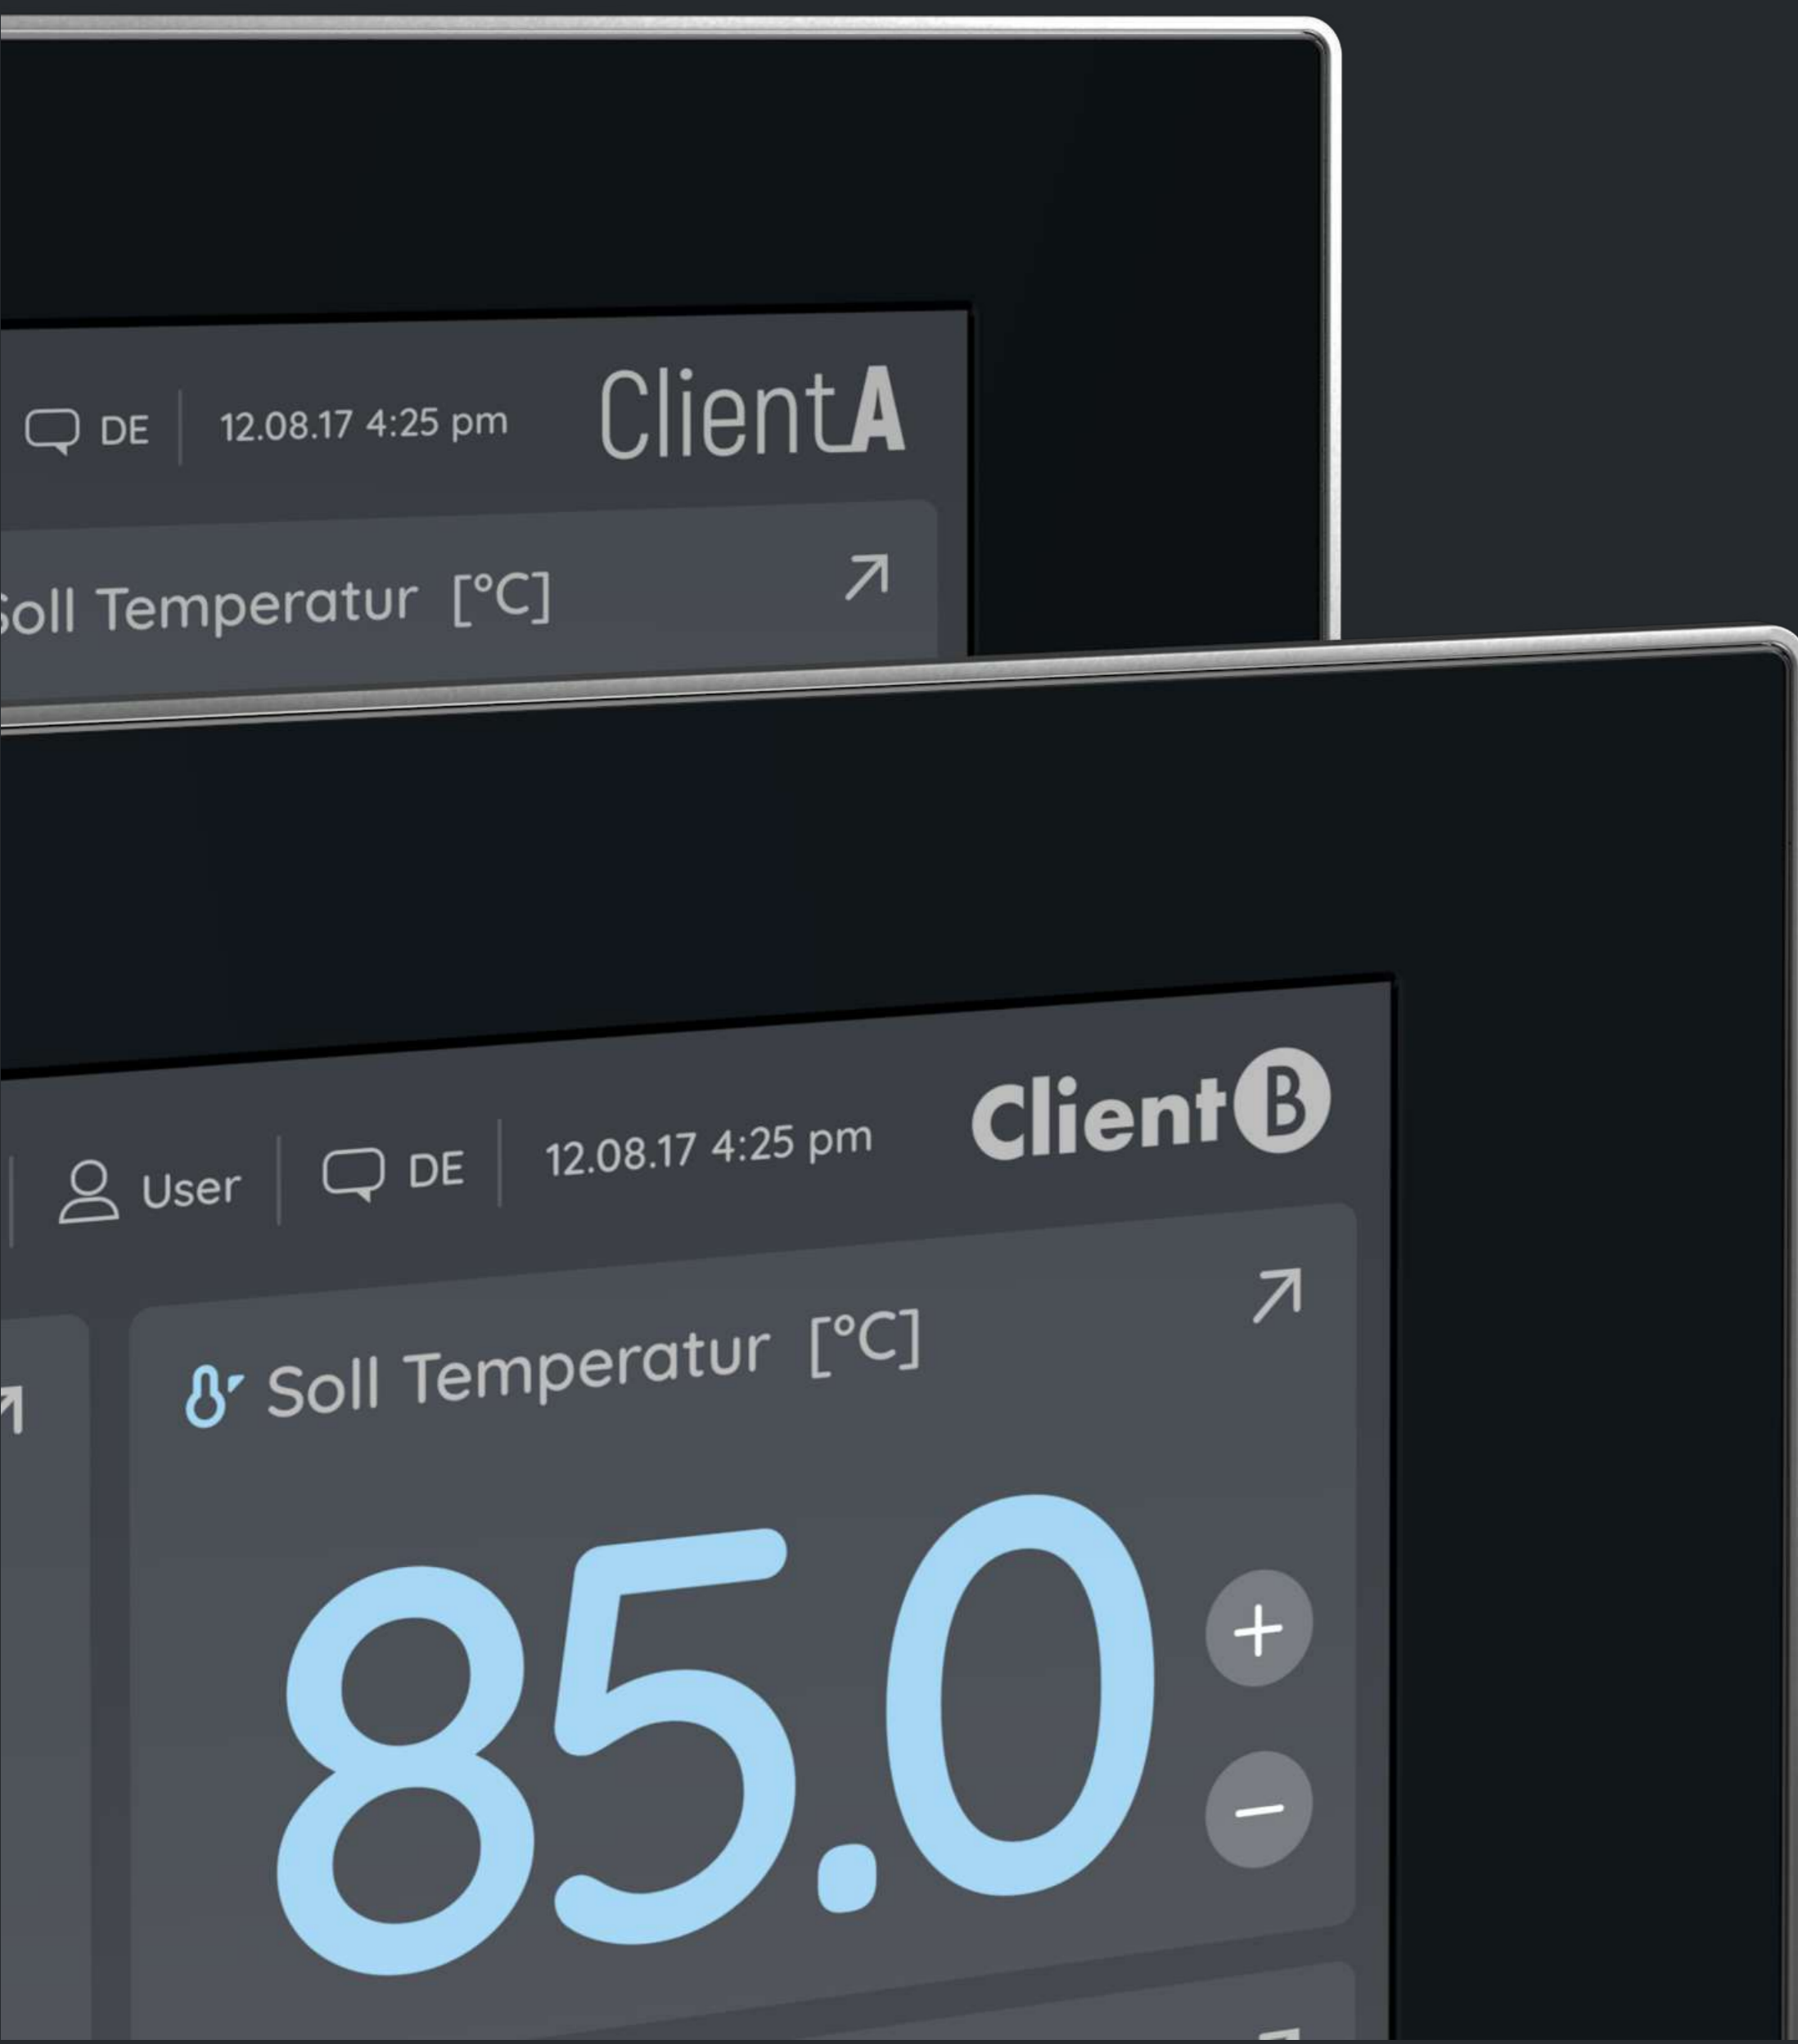 DE 12.08.17 4:25 pm ClientA
Soll Temperatur [°C]
User DE 12.08.17 4:25 pm ClientB
Soll Temperatur [°C]
85.0
+
−